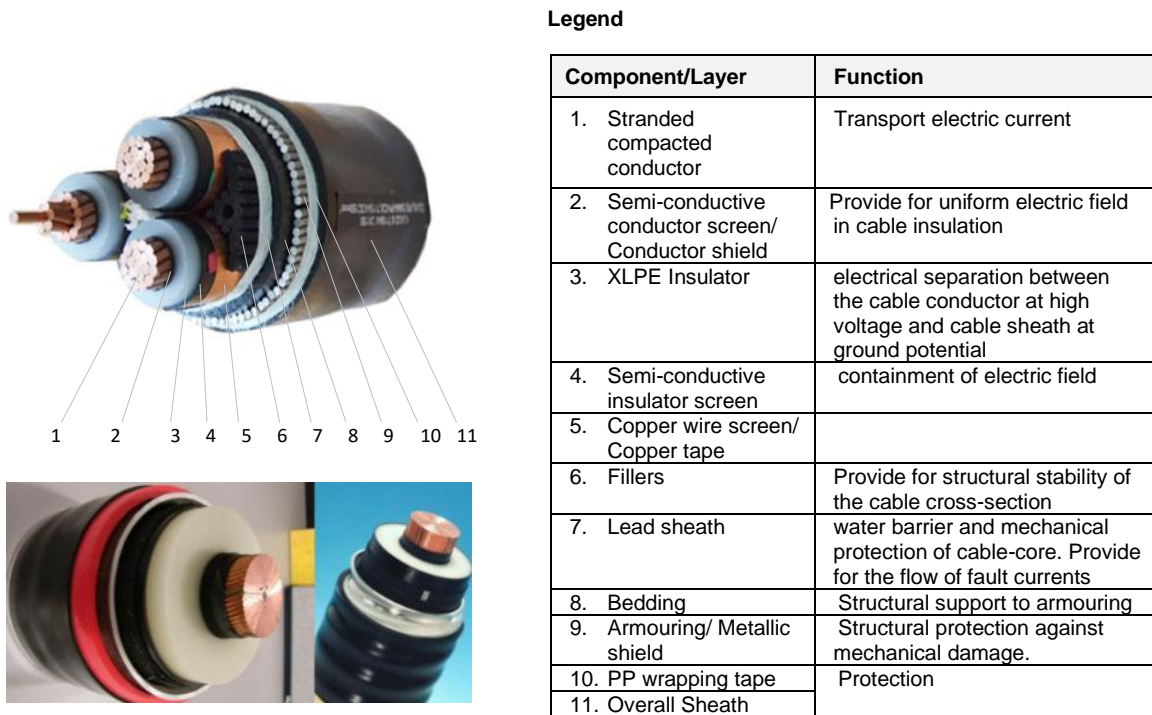 Legend
Component/Layer Function
1. Stranded compacted conductor Transport electric current
2. Semi-conductive conductor screen/ Conductor shield Provide for uniform electric field in cable insulation
3. XLPE Insulator electrical separation between the cable conductor at high voltage and cable sheath at ground potential
4. Semi-conductive insulator screen containment of electric field
5. Copper wire screen/ Copper tape
6. Fillers Provide for structural stability of the cable cross-section
7. Lead sheath water barrier and mechanical protection of cable-core. Provide for the flow of fault currents
8. Bedding Structural support to armouring
9. Armouring/ Metallic shield Structural protection against mechanical damage.
10. PP wrapping tape Protection
11. Overall Sheath
1 2 3 4 5 6 7 8 9 10 11